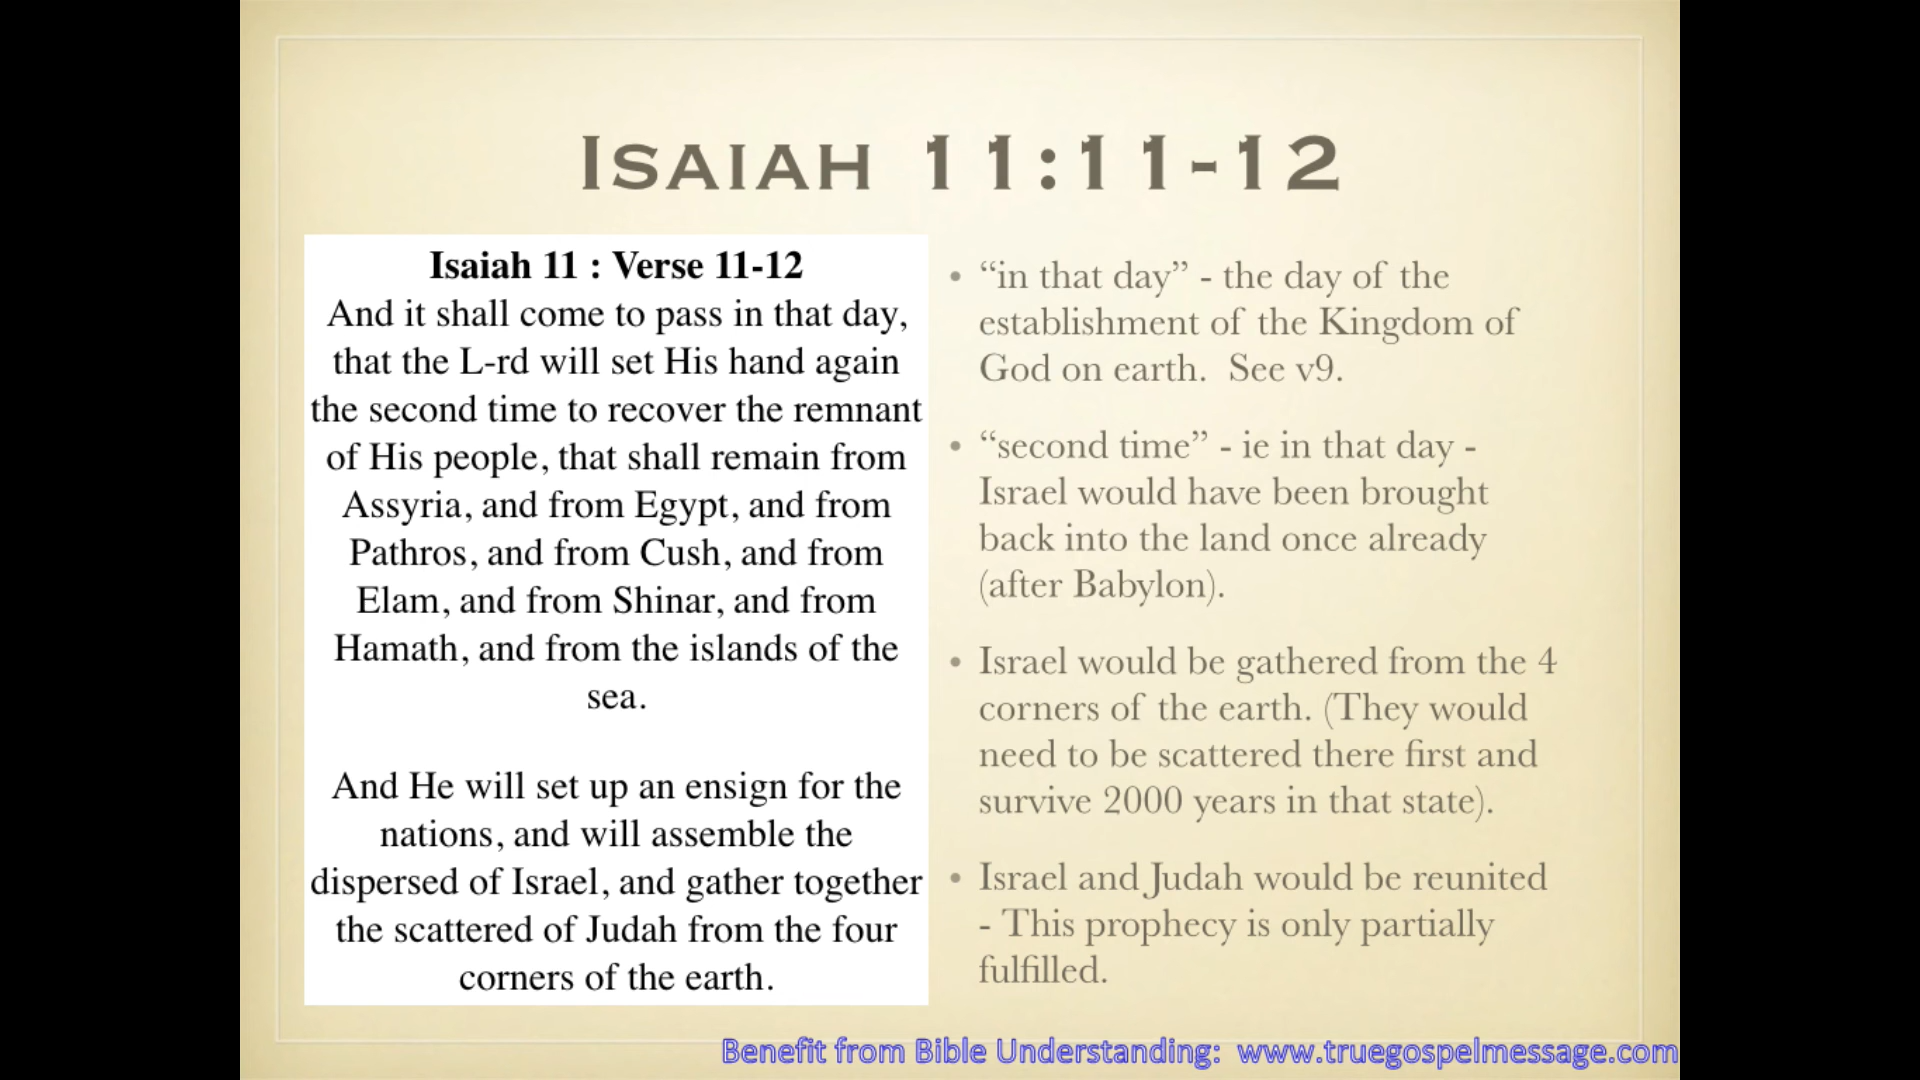 Isaiah 11:11-12
Isaiah 11 : Verse 11-12
And it shall come to pass in that day,
that the L-rd will set His hand again
the second time to recover the remnant
of His people, that shall remain from
Assyria, and from Egypt, and from
Pathros, and from Cush, and from
Elam, and from Shinar, and from
Hamath, and from the islands of the
sea.
And He will set up an ensign for the
nations, and will assemble the
dispersed of Israel, and gather together
the scattered of Judah from the four
corners of the earth.
• “in that day” - the day of the
establishment of the Kingdom of
God on earth. See v9.
• “second time” - ie in that day -
Israel would have been brought
back into the land once already
(after Babylon).
• Israel would be gathered from the 4
corners of the earth. (They would
need to be scattered there first and
survive 2000 years in that state).
• Israel and Judah would be reunited
- This prophecy is only partially
fulfilled.
Benefit from Bible Understanding: www.truegospelmessage.com